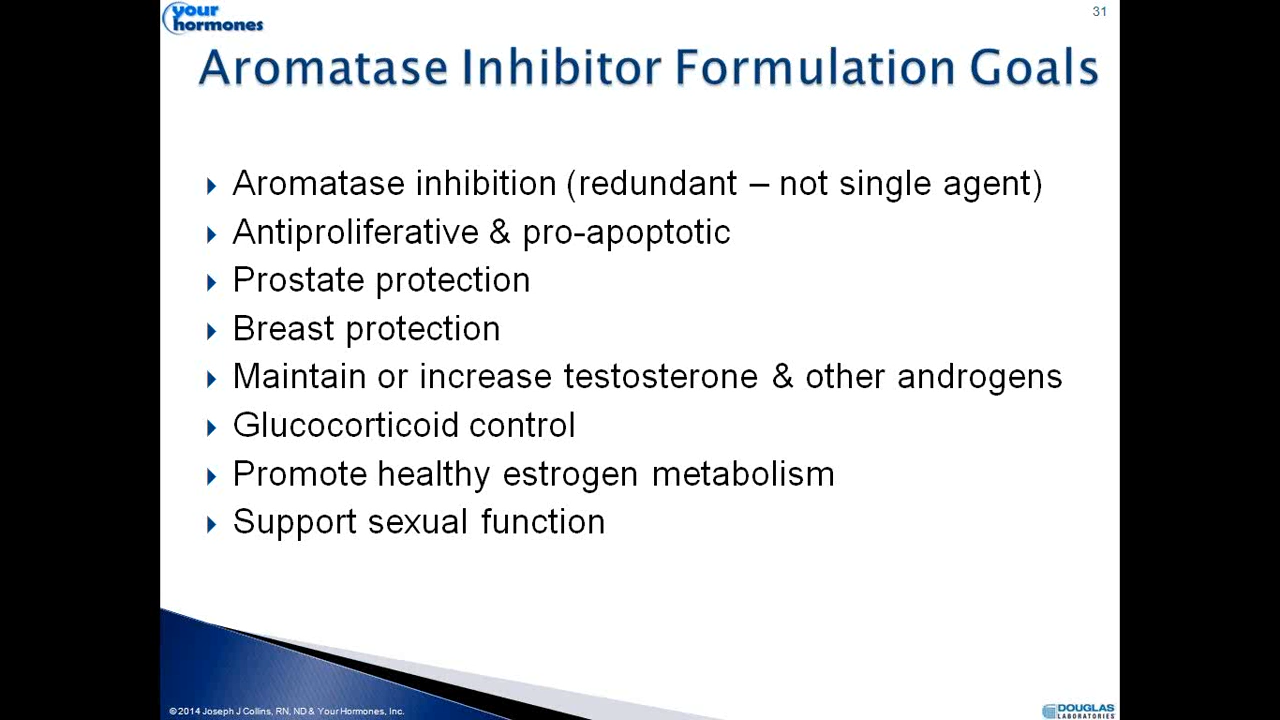 your
hormones
31
Aromatase Inhibitor Formulation Goals
Aromatase inhibition (redundant – not single agent)
Antiproliferative & pro-apoptotic
Prostate protection
Breast protection
Maintain or increase testosterone & other androgens
Glucocorticoid control
Promote healthy estrogen metabolism
Support sexual function
© 2014 Joseph J Collins, RN, ND & Your Hormones, Inc.
DOUGLAS
LABORATORIES